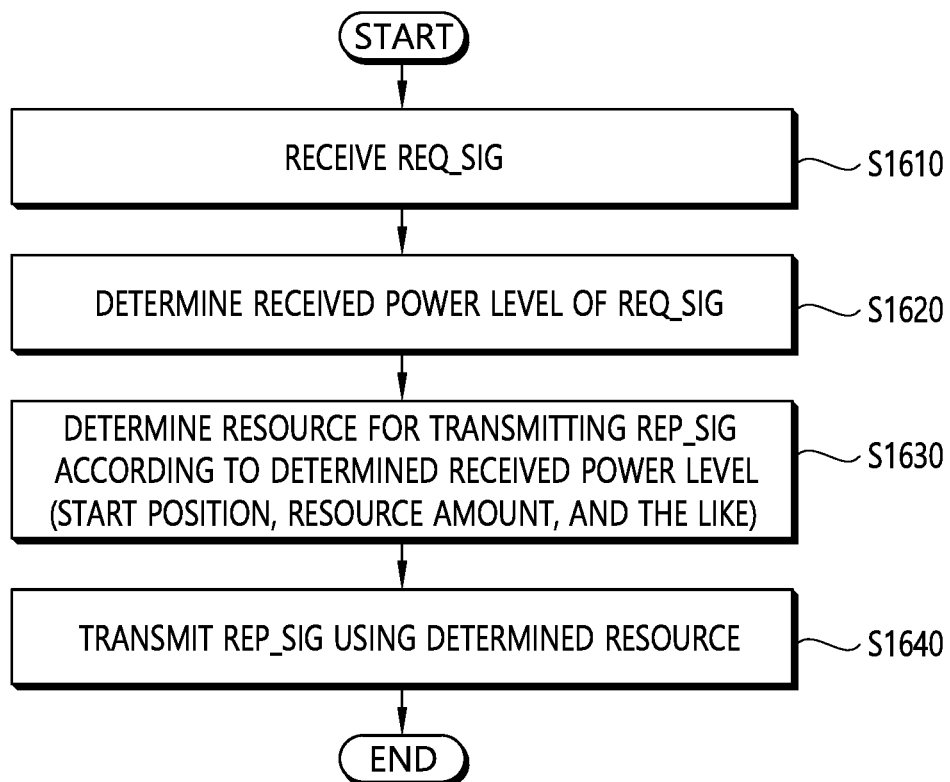 START
RECEIVE REQ_SIG
S1610
DETERMINE RECEIVED POWER LEVEL OF REQ_SIG
S1620
DETERMINE RESOURCE FOR TRANSMITTING REP_SIG
ACCORDING TO DETERMINED RECEIVED POWER LEVEL
(START POSITION, RESOURCE AMOUNT, AND THE LIKE)
S1630
TRANSMIT REP_SIG USING DETERMINED RESOURCE
S1640
END